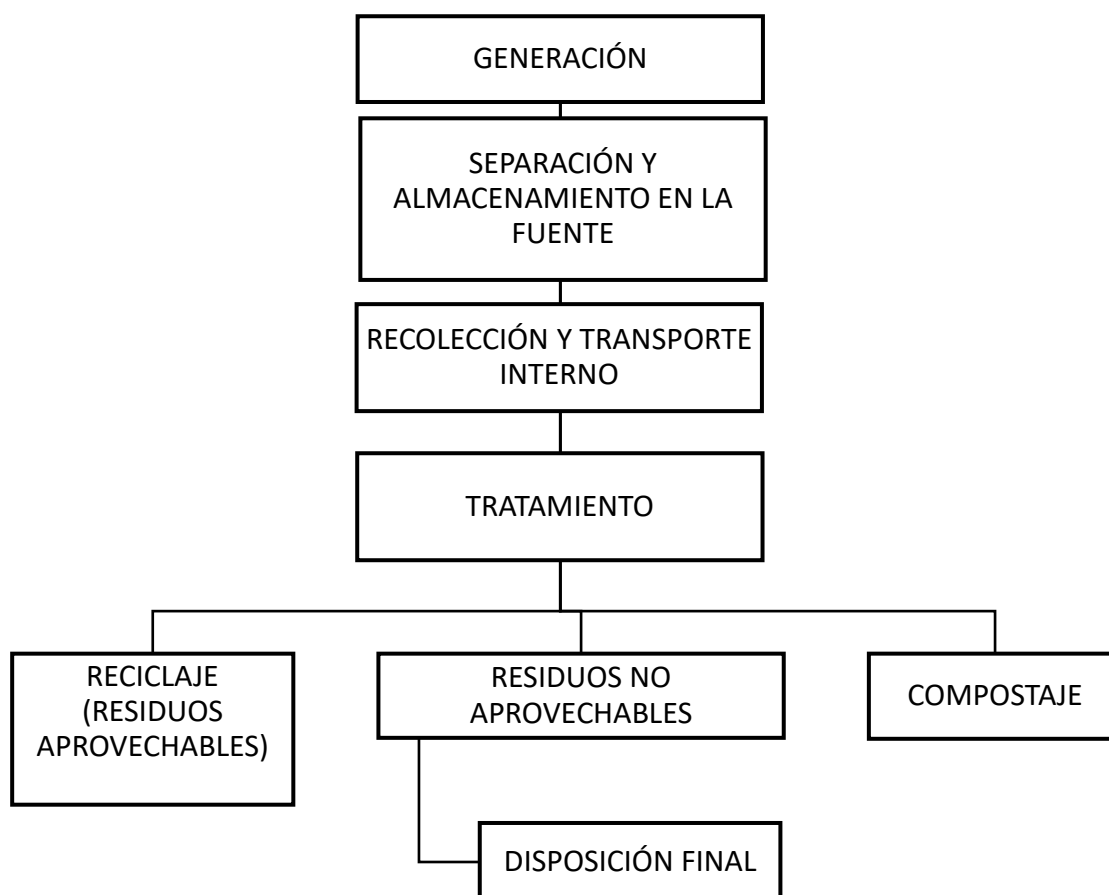 GENERACIÓN
SEPARACIÓN Y
ALMACENAMIENTO EN LA
FUENTE
RECOLECCIÓN Y TRANSPORTE
INTERNO
TRATAMIENTO
RECICLAJE
(RESIDUOS
APROVECHABLES)
RESIDUOS NO
APROVECHABLES
COMPOSTAJE
DISPOSICIÓN FINAL